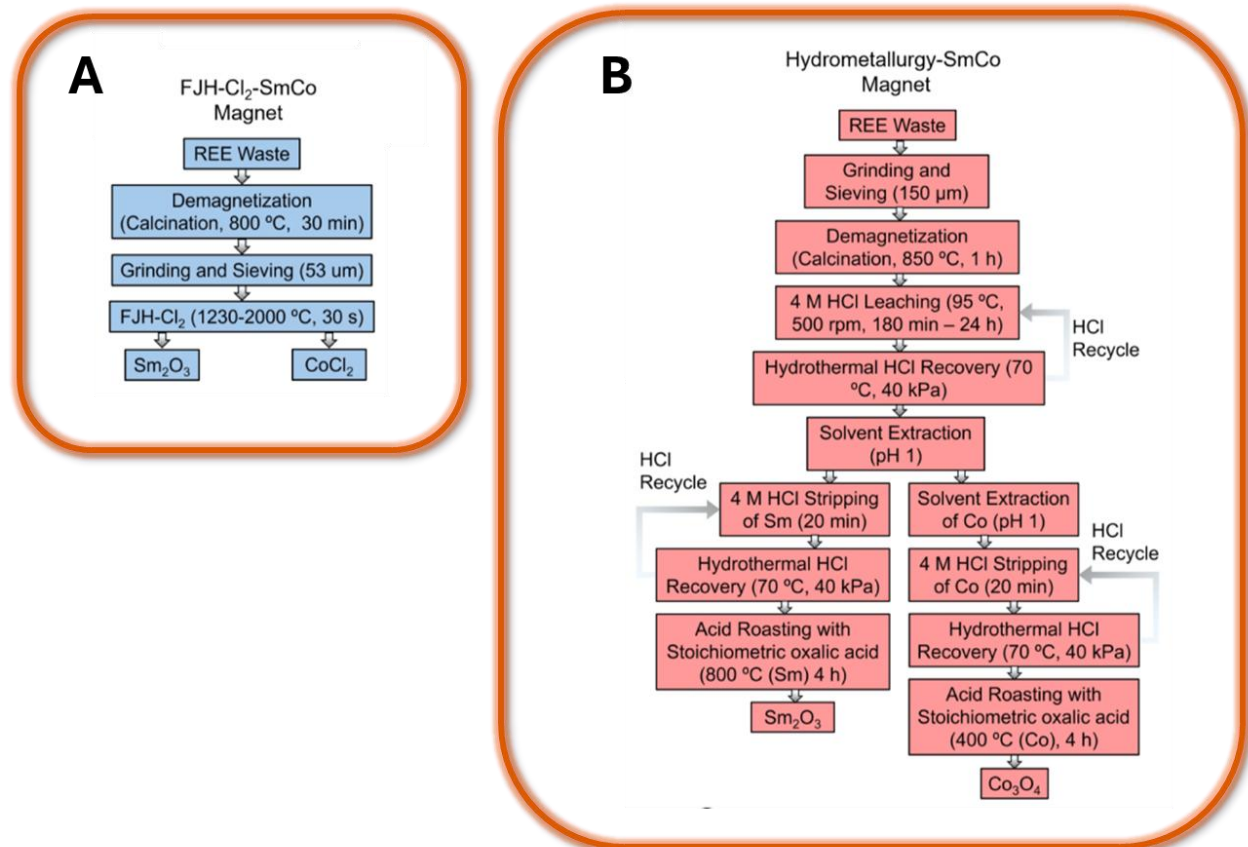 A
FJH-Cl₂-SmCo
Magnet
REE Waste
Demagnetization
(Calcination, 800 ºC, 30 min)
Grinding and Sieving (53 um)
FJH-Cl₂ (1230-2000 ºC, 30 s)
Sm₂O₃
CoCl₂
B
Hydrometallurgy-SmCo
Magnet
REE Waste
Grinding and
Sieving (150 µm)
Demagnetization
(Calcination, 850 ºC, 1 h)
4 M HCl Leaching (95 ºC,
500 rpm, 180 min – 24 h)
HCl
Recycle
Hydrothermal HCl Recovery (70
ºC, 40 kPa)
Solvent Extraction
(pH 1)
HCl
Recycle
4 M HCl Stripping
of Sm (20 min)
Hydrothermal HCl
Recovery (70 ºC, 40 kPa)
Acid Roasting with
Stoichiometric oxalic acid
(800 ºC (Sm) 4 h)
Sm₂O₃
Solvent Extraction
of Co (pH 1)
HCl
Recycle
4 M HCl Stripping
of Co (20 min)
Hydrothermal HCl
Recovery (70 ºC, 40 kPa)
Acid Roasting with
Stoichiometric oxalic acid
(400 ºC (Co), 4 h)
Co₃O₄